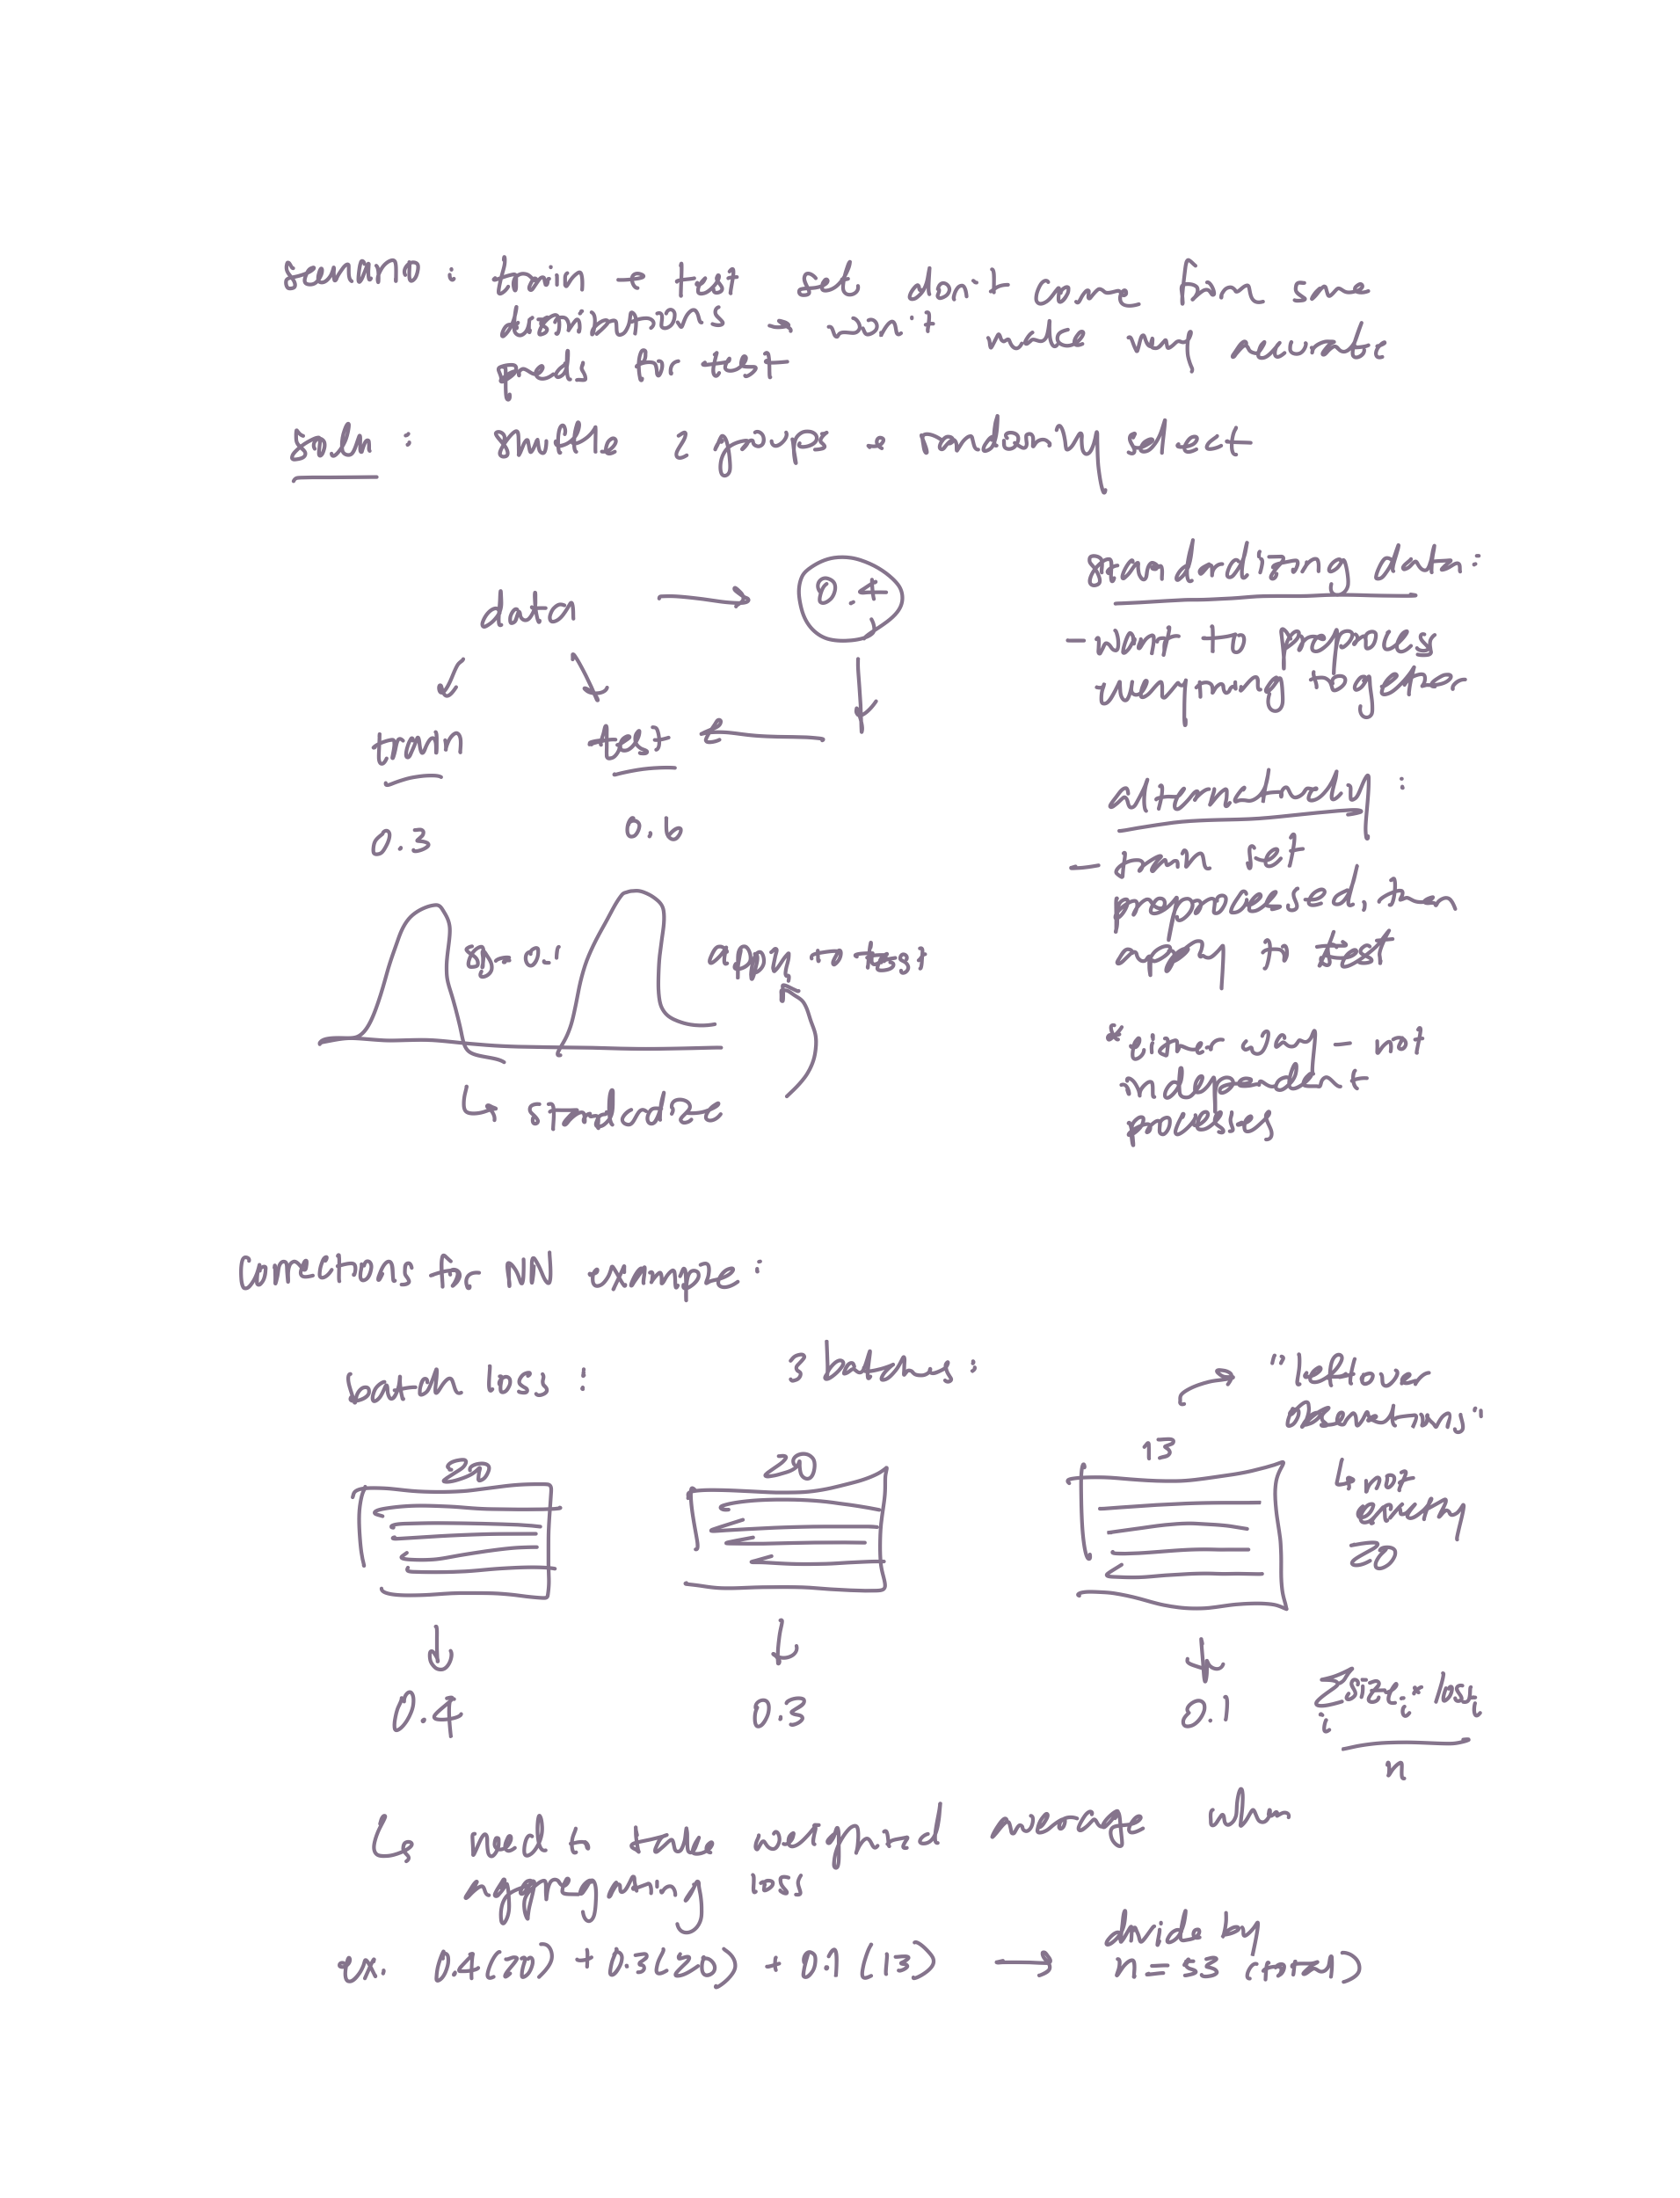 scenario : train + test set don't come from same
distributions → won't make very accurate
preds for test
soln : shuffle 2 groups + randomly select
data → 0.4
train test
0.3 0.6
SD = 0.1
apply to test
↳ standardize
standardizing data:
- want to preprocess
everything together
alternatively :
- train set
preprocessed, then
apply to test
* either way - not
independent
processes
corrections for NN example :
batch loss : 3 batches :
"leftover
observations"
↳ not
exactly
20
20 20 13
0.4 0.3 0.1
Σ size_i * loss_i
i
n
↳ need to take weighted average when
aggregating loss
ex. 0.4(20) + 0.3(20) + 0.1(13) → divide by
n = 53 (total)